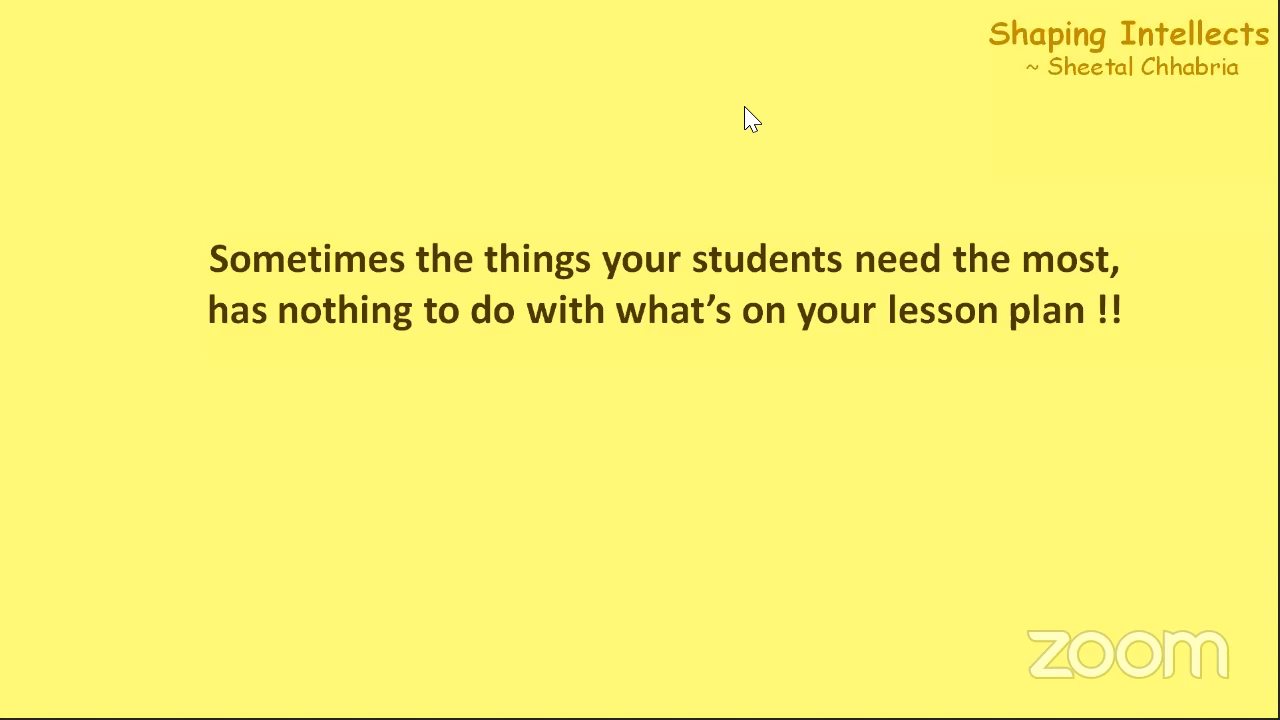 Shaping Intellects
~ Sheetal Chhabria
Sometimes the things your students need the most,
has nothing to do with what’s on your lesson plan !!
zoom